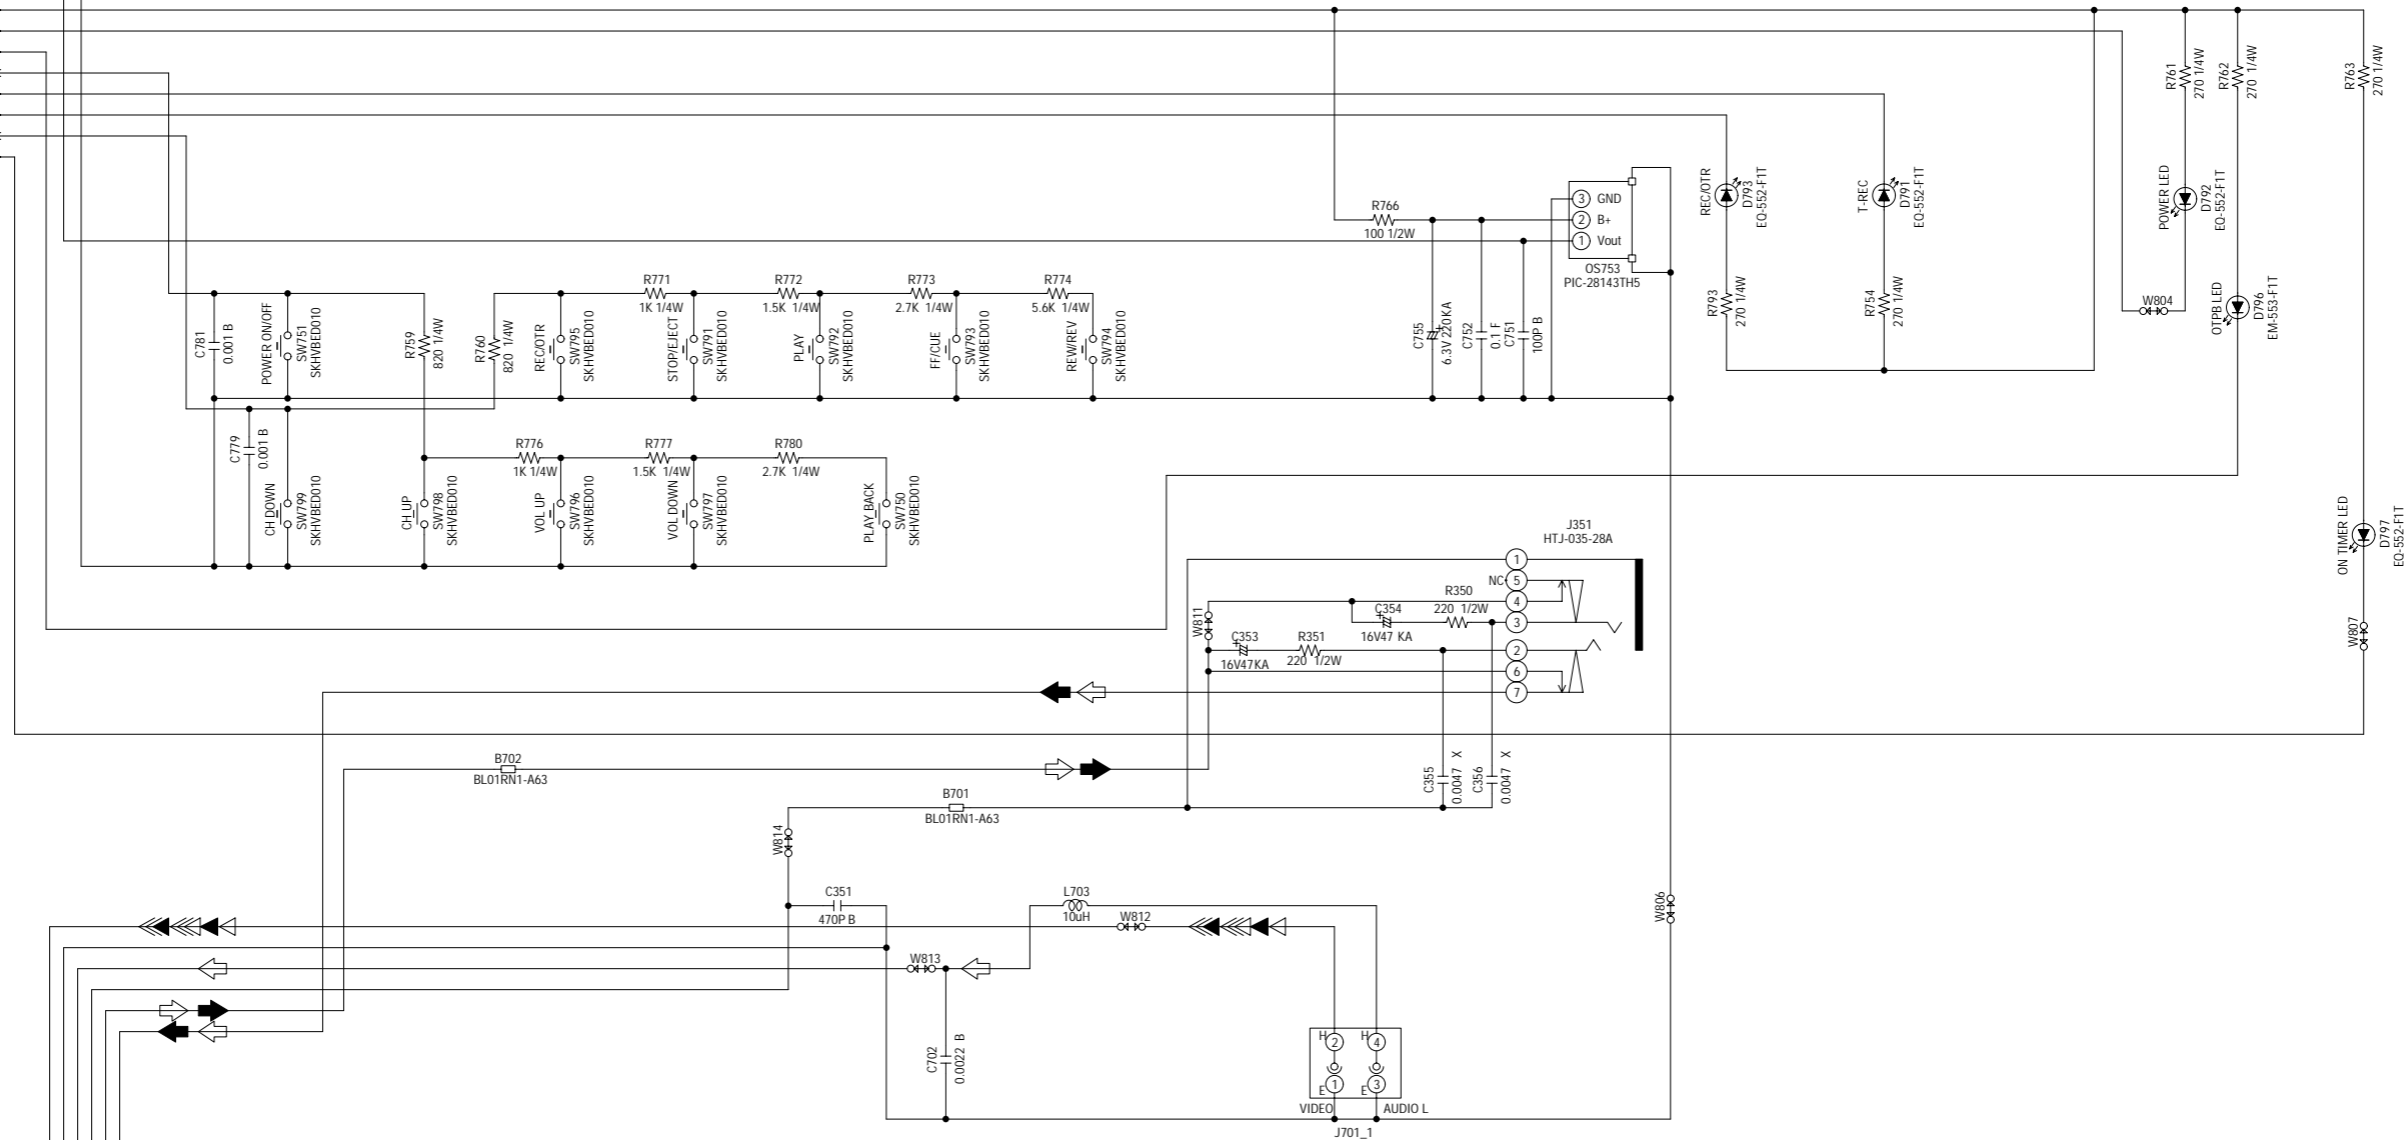 R761
270 1/4W
R762
270 1/4W
R763
270 1/4W
REC/OTR
D793
EQ-552-F1T
T-REC
D791
EQ-552-F1T
POWER LED
D792
EQ-552-F1T
3 GND
2 B+
1 Vout
OS753
PIC-28143TH5
R766
100 1/2W
R793
270 1/4W
R754
270 1/4W
W804
OTPB LED
D796
EM-553-F1T
C781
0.001 B
POWER ON/OFF
SW751
SKHVBED010
R759
820 1/4W
R760
820 1/4W
REC/OTR
SW795
SKHVBED010
R771
1K 1/4W
STOP/EJECT
SW791
SKHVBED010
R772
1.5K 1/4W
PLAY
SW792
SKHVBED010
R773
2.7K 1/4W
FF/CUE
SW793
SKHVBED010
R774
5.6K 1/4W
REW/REV
SW794
SKHVBED010
C755
+
6.3V 220KA
C752
0.1 F
C751
100P B
C779
0.001 B
CH DOWN
SW799
SKHVBED010
CH UP
SW798
SKHVBED010
R776
1K 1/4W
VOL UP
SW796
SKHVBED010
R777
1.5K 1/4W
VOL DOWN
SW797
SKHVBED010
R780
2.7K 1/4W
PLAY BACK
SW750
SKHVBED010
J351
HTJ-035-28A
1
NC 5
4
3
2
6
7
R350
220 1/2W
C354
+
16V47 KA
W811
C353
+
16V47KA
R351
220 1/2W
ON TIMER LED
D797
EQ-552-F1T
W807
B702
BL01RN1-A63
C355
0.0047 X
C356
0.0047 X
B701
BL01RN1-A63
W814
C351
470P B
L703
10uH
W812
W806
W813
C702
0.0022 B
H 2
H 4
E 1
E 3
VIDEO
AUDIO L
J701_1